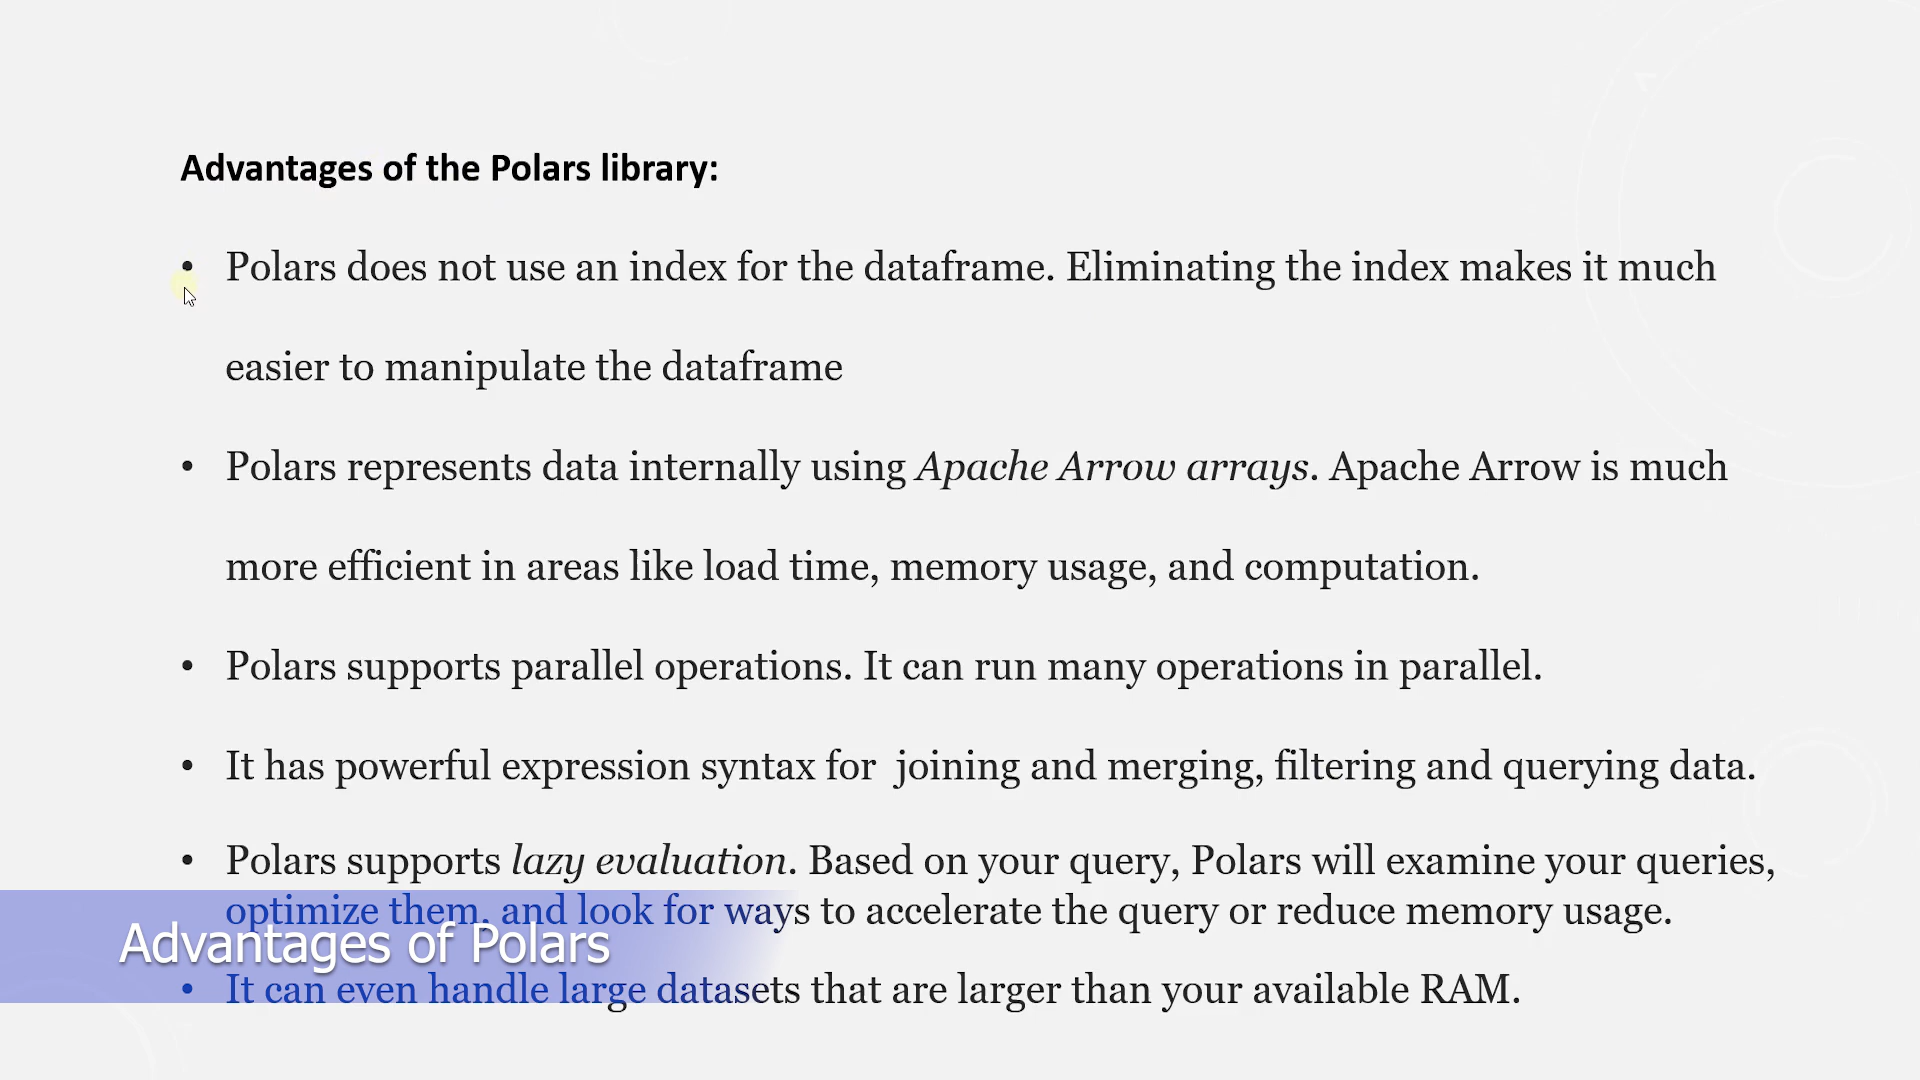 Advantages of the Polars library:
• Polars does not use an index for the dataframe. Eliminating the index makes it much
easier to manipulate the dataframe
• Polars represents data internally using Apache Arrow arrays. Apache Arrow is much
more efficient in areas like load time, memory usage, and computation.
• Polars supports parallel operations. It can run many operations in parallel.
• It has powerful expression syntax for  joining and merging, filtering and querying data.
• Polars supports lazy evaluation. Based on your query, Polars will examine your queries,
optimize them, and look for ways to accelerate the query or reduce memory usage.
Advantages of Polars
• It can even handle large datasets that are larger than your available RAM.